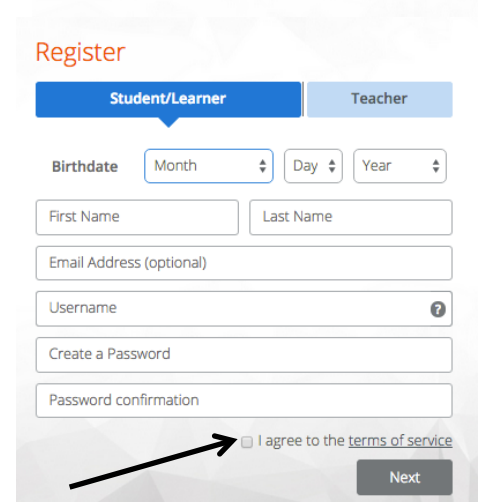 Register
Student/Learner Teacher
Birthdate Month Day Year
First Name Last Name
Email Address (optional)
Username ?
Create a Password
Password confirmation
I agree to the terms of service
Next